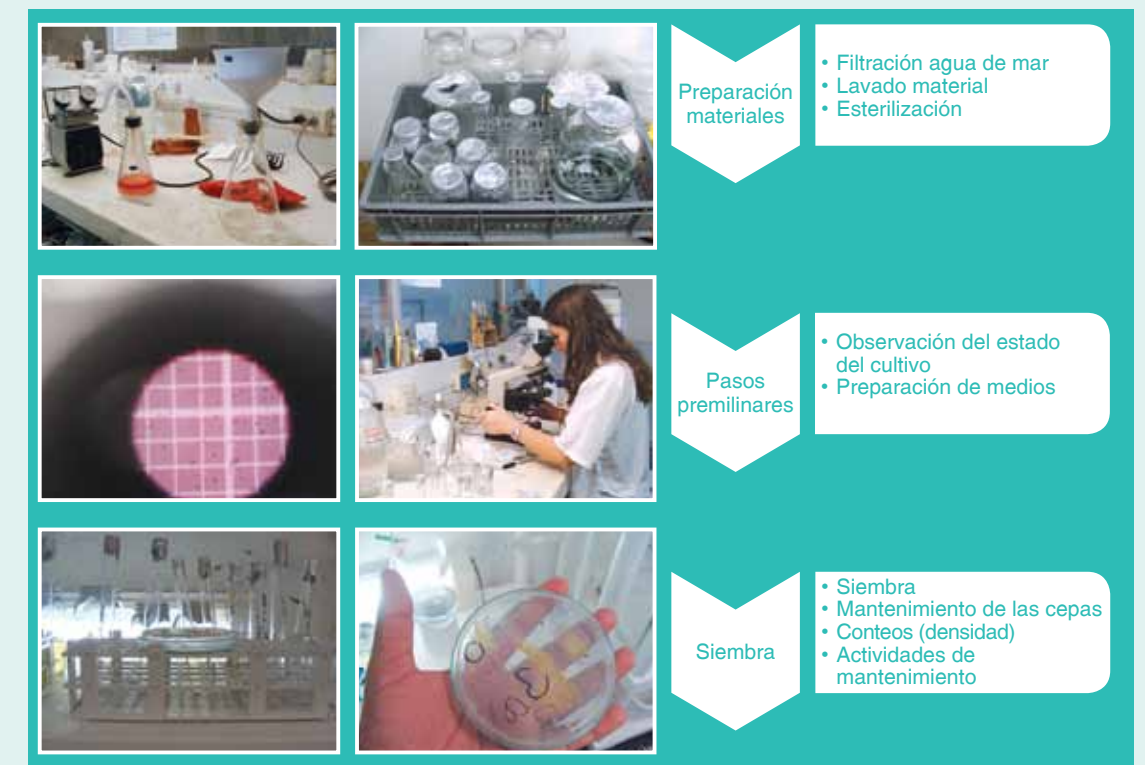 Preparación
materiales
• Filtración agua de mar
• Lavado material
• Esterilización
Pasos
premilinares
• Observación del estado
del cultivo
• Preparación de medios
Siembra
• Siembra
• Mantenimiento de las cepas
• Conteos (densidad)
• Actividades de
mantenimiento